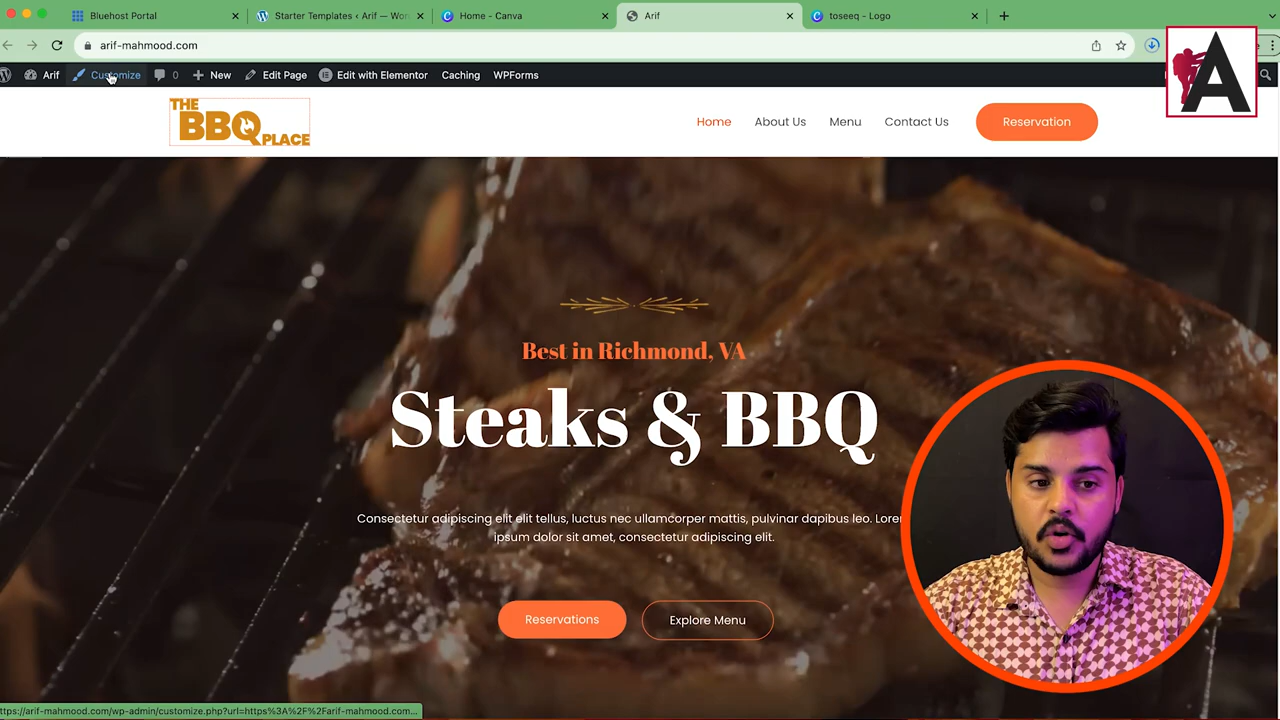 Bluehost Portal
Starter Templates ‹ Arif — Wor
Home - Canva
Arif
toseeq - Logo
arif-mahmood.com
Arif
Customize
0
New
Edit Page
Edit with Elementor
Caching
WPForms
A
THE
BBQ
PLACE
Home
About Us
Menu
Contact Us
Reservation
Best in Richmond, VA
Steaks & BBQ
Consectetur adipiscing elit elit tellus, luctus nec ullamcorper mattis, pulvinar dapibus leo. Lorem
ipsum dolor sit amet, consectetur adipiscing elit.
Reservations
Explore Menu
https://arif-mahmood.com/wp-admin/customize.php?url=https%3A%2F%2Farif-mahmood.com...